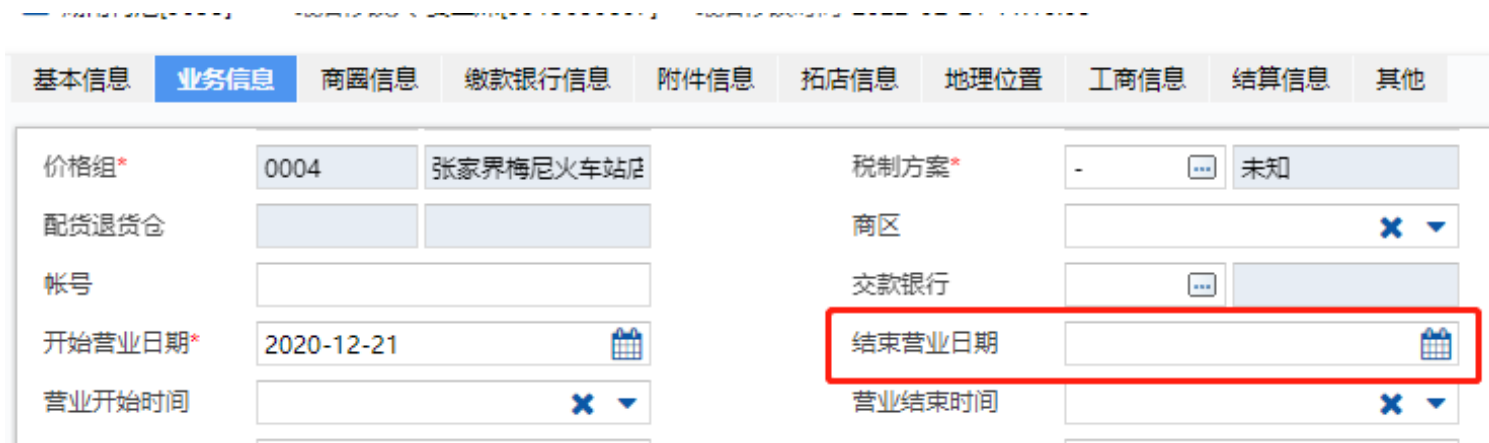 基本信息 业务信息 商圈信息 缴款银行信息 附件信息 拓店信息 地理位置 工商信息 结算信息 其他
价格组* 0004 张家界梅尼火车站店 税制方案* - ... 未知
配货退货仓 商区
帐号 交款银行 ...
开始营业日期* 2020-12-21 结束营业日期
营业开始时间 营业结束时间